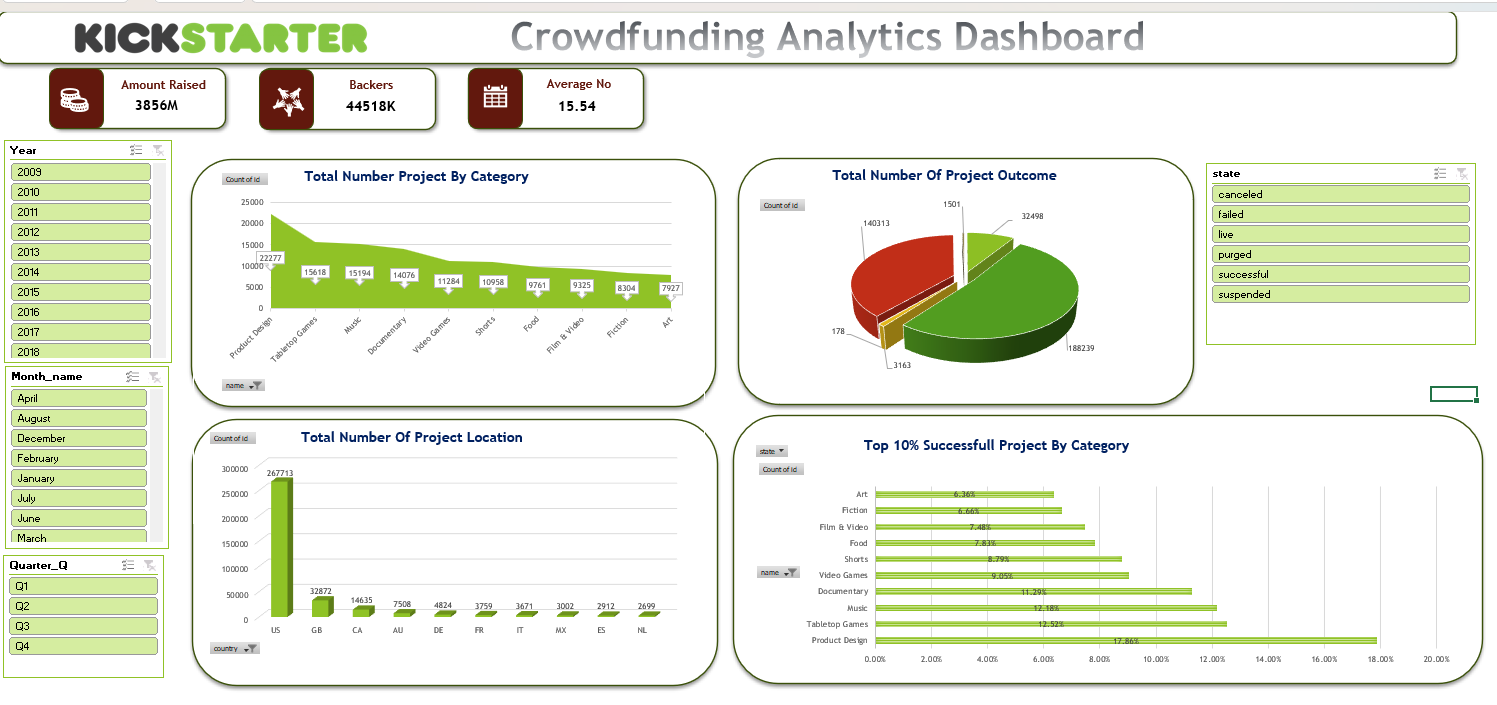 KICKSTARTER
Crowdfunding Analytics Dashboard
Amount Raised
3856M
Backers
44518K
Average No
15.54
Year
2009
2010
2011
2012
2013
2014
2015
2016
2017
2018
Month_name
April
August
December
February
January
July
June
March
Quarter_Q
Q1
Q2
Q3
Q4
Total Number Project By Category
Count of id
25000
20000
15000
10000
5000
0
22277
15618
15194
14076
11284
10958
9761
9325
8304
7927
Product Design
Tabletop Games
Music
Documentary
Video Games
Shorts
Food
Film & Video
Fiction
Art
name
Total Number Of Project Outcome
Count of id
1501
32498
140313
178
3163
188239
state
canceled
failed
live
purged
successful
suspended
Total Number Of Project Location
Count of id
300000
250000
200000
150000
100000
50000
0
267713
32872
14635
7508
4824
3759
3671
3002
2912
2699
US
GB
CA
AU
DE
FR
IT
MX
ES
NL
country
Top 10% Successfull Project By Category
state
Count of id
name
Art
6.36%
Fiction
6.66%
Film & Video
7.48%
Food
7.83%
Shorts
8.79%
Video Games
9.05%
Documentary
11.29%
Music
12.18%
Tabletop Games
12.52%
Product Design
17.86%
0.00%
2.00%
4.00%
6.00%
8.00%
10.00%
12.00%
14.00%
16.00%
18.00%
20.00%